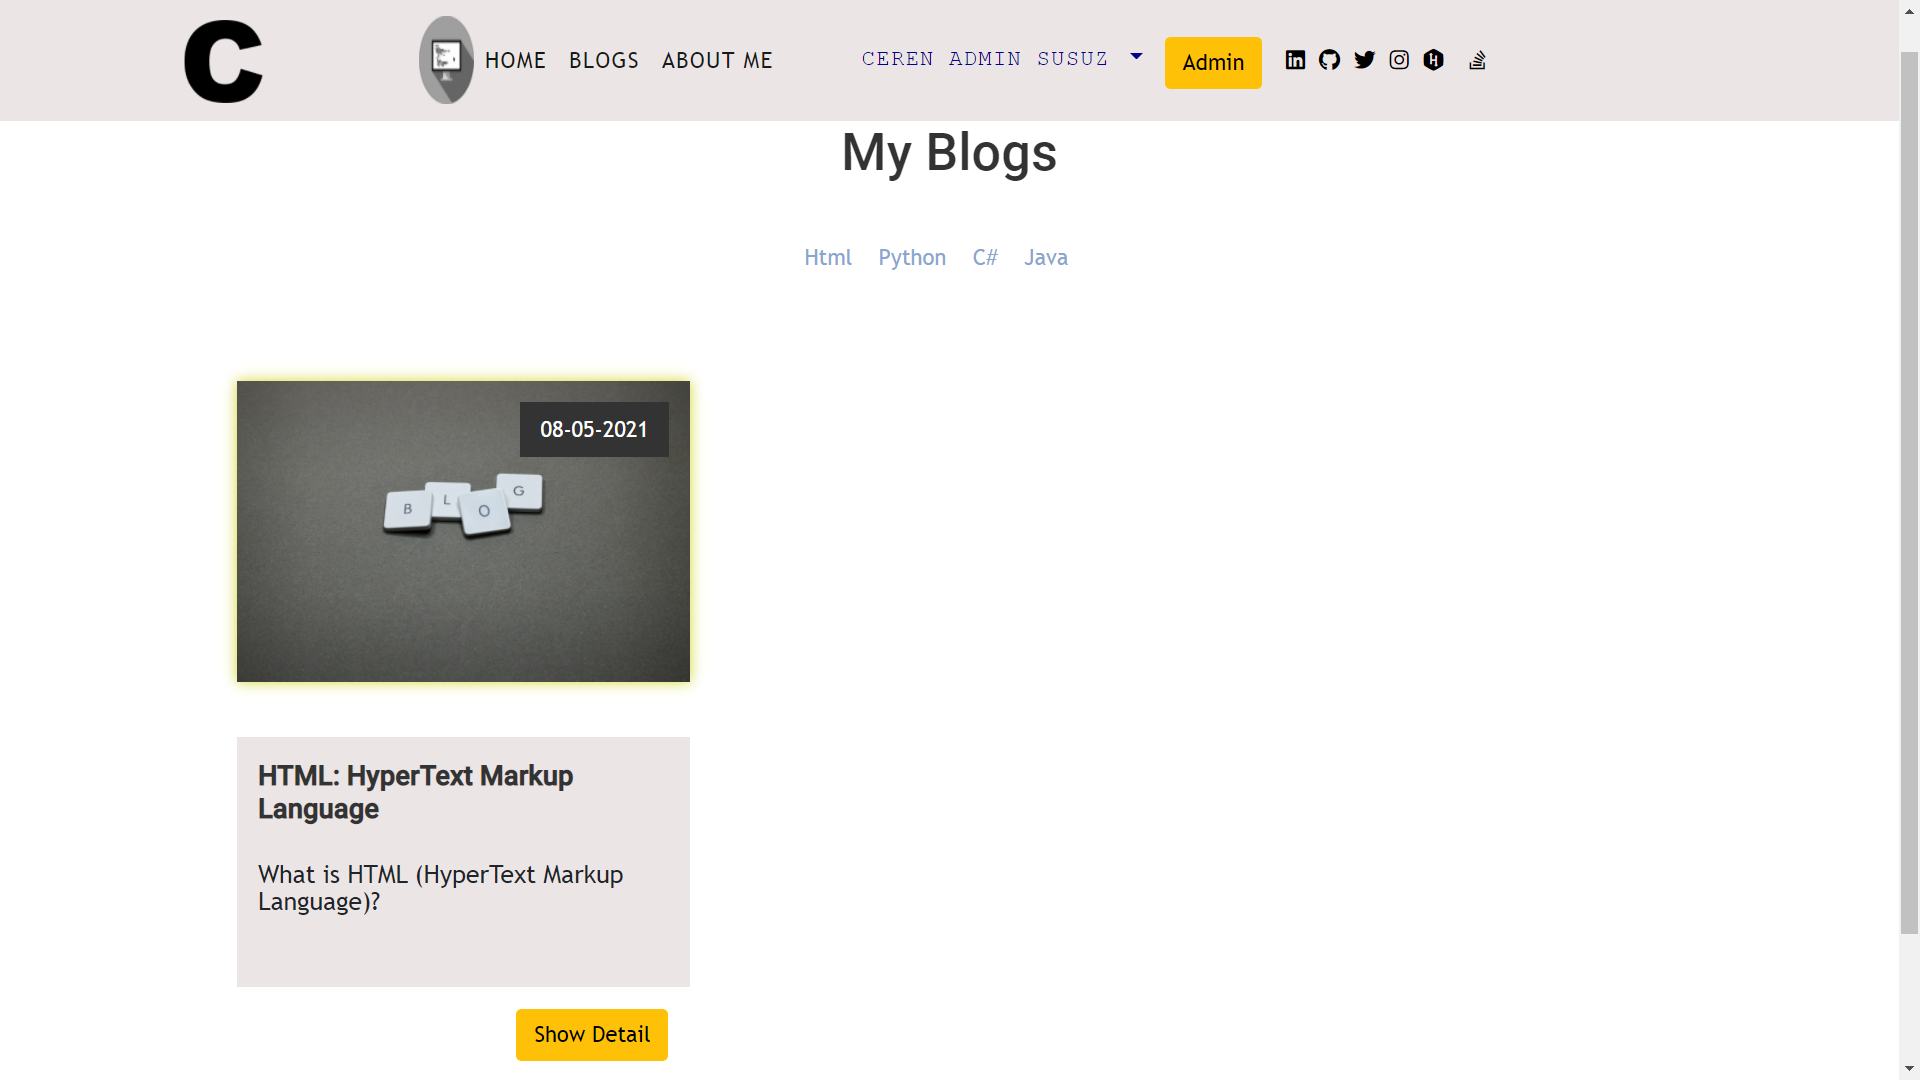 C
HOME BLOGS ABOUT ME CEREN ADMIN SUSUZ Admin
My Blogs
Html Python C# Java
08-05-2021
B L O G
HTML: HyperText Markup
Language
What is HTML (HyperText Markup
Language)?
Show Detail